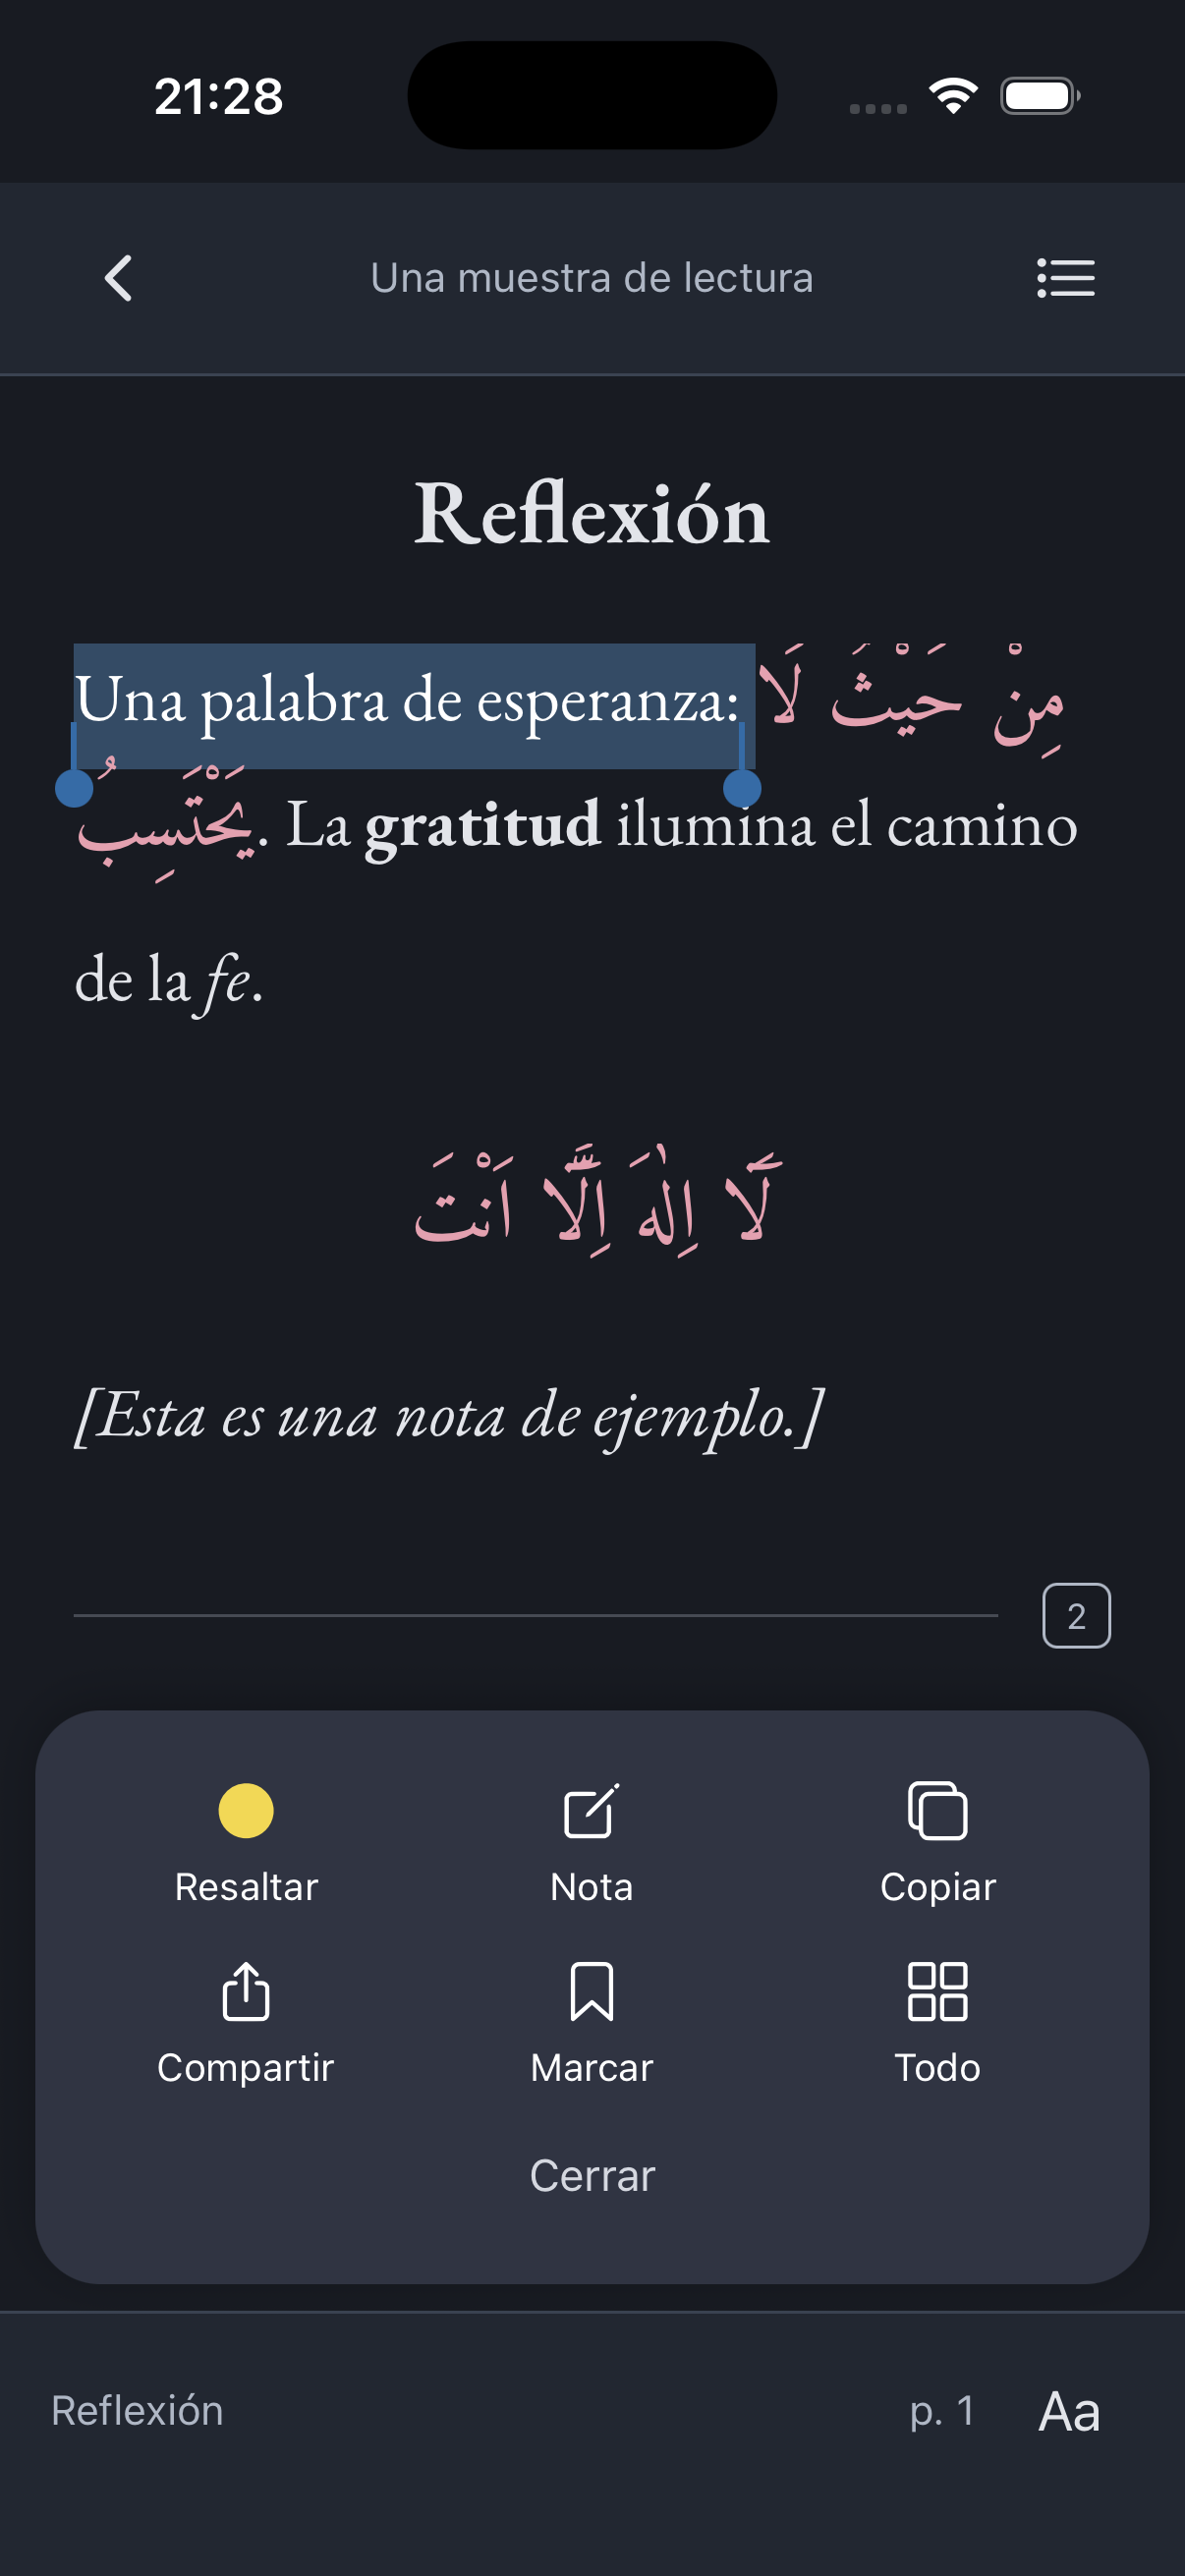 21:28
Una muestra de lectura
Reflexión
Una palabra de esperanza: مِنْ حَيْثُ لَا
يَحْتَسِبُ. La gratitud ilumina el camino
de la fe.
لَٓا اِلٰهَ اِلَّٓا اَنْتَ
[Esta es una nota de ejemplo.]
2
Resaltar Nota Copiar
Compartir Marcar Todo
Cerrar
Reflexión p. 1 Aa